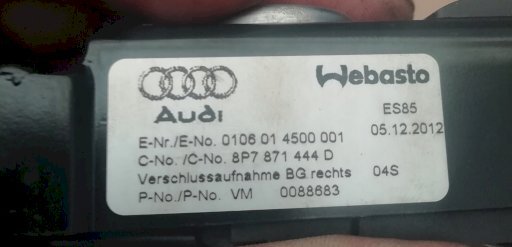 Webasto
Audi
ES85
E-Nr./E-No. 0106 01 4500 001
05.12.2012
C-No. /C-No. 8P7 871 444 D
Verschlussaufnahme BG rechts 04S
P-No./P-No. VM 0088683